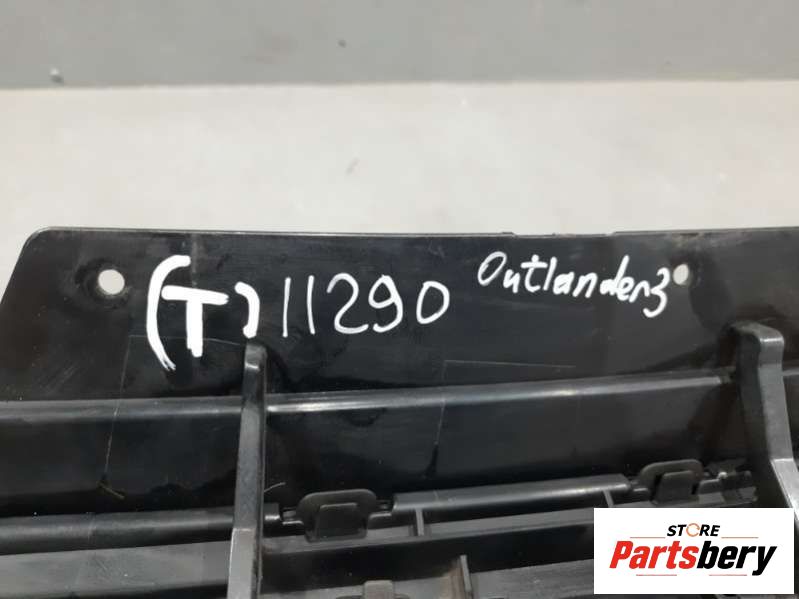 (T) 11290 Outlander3
STORE
Partsbery